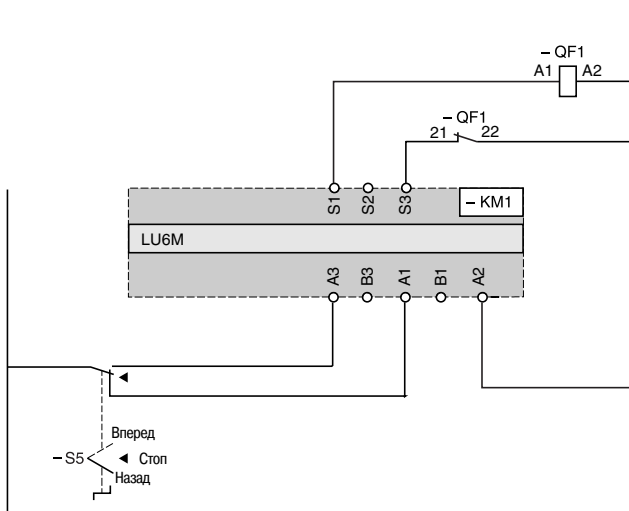 – QF1
A1 A2
– QF1
21 22
S1 S2 S3 – KM1
LU6M
A3 B3 A1 B1 A2
Вперед
– S5 Стоп
Назад